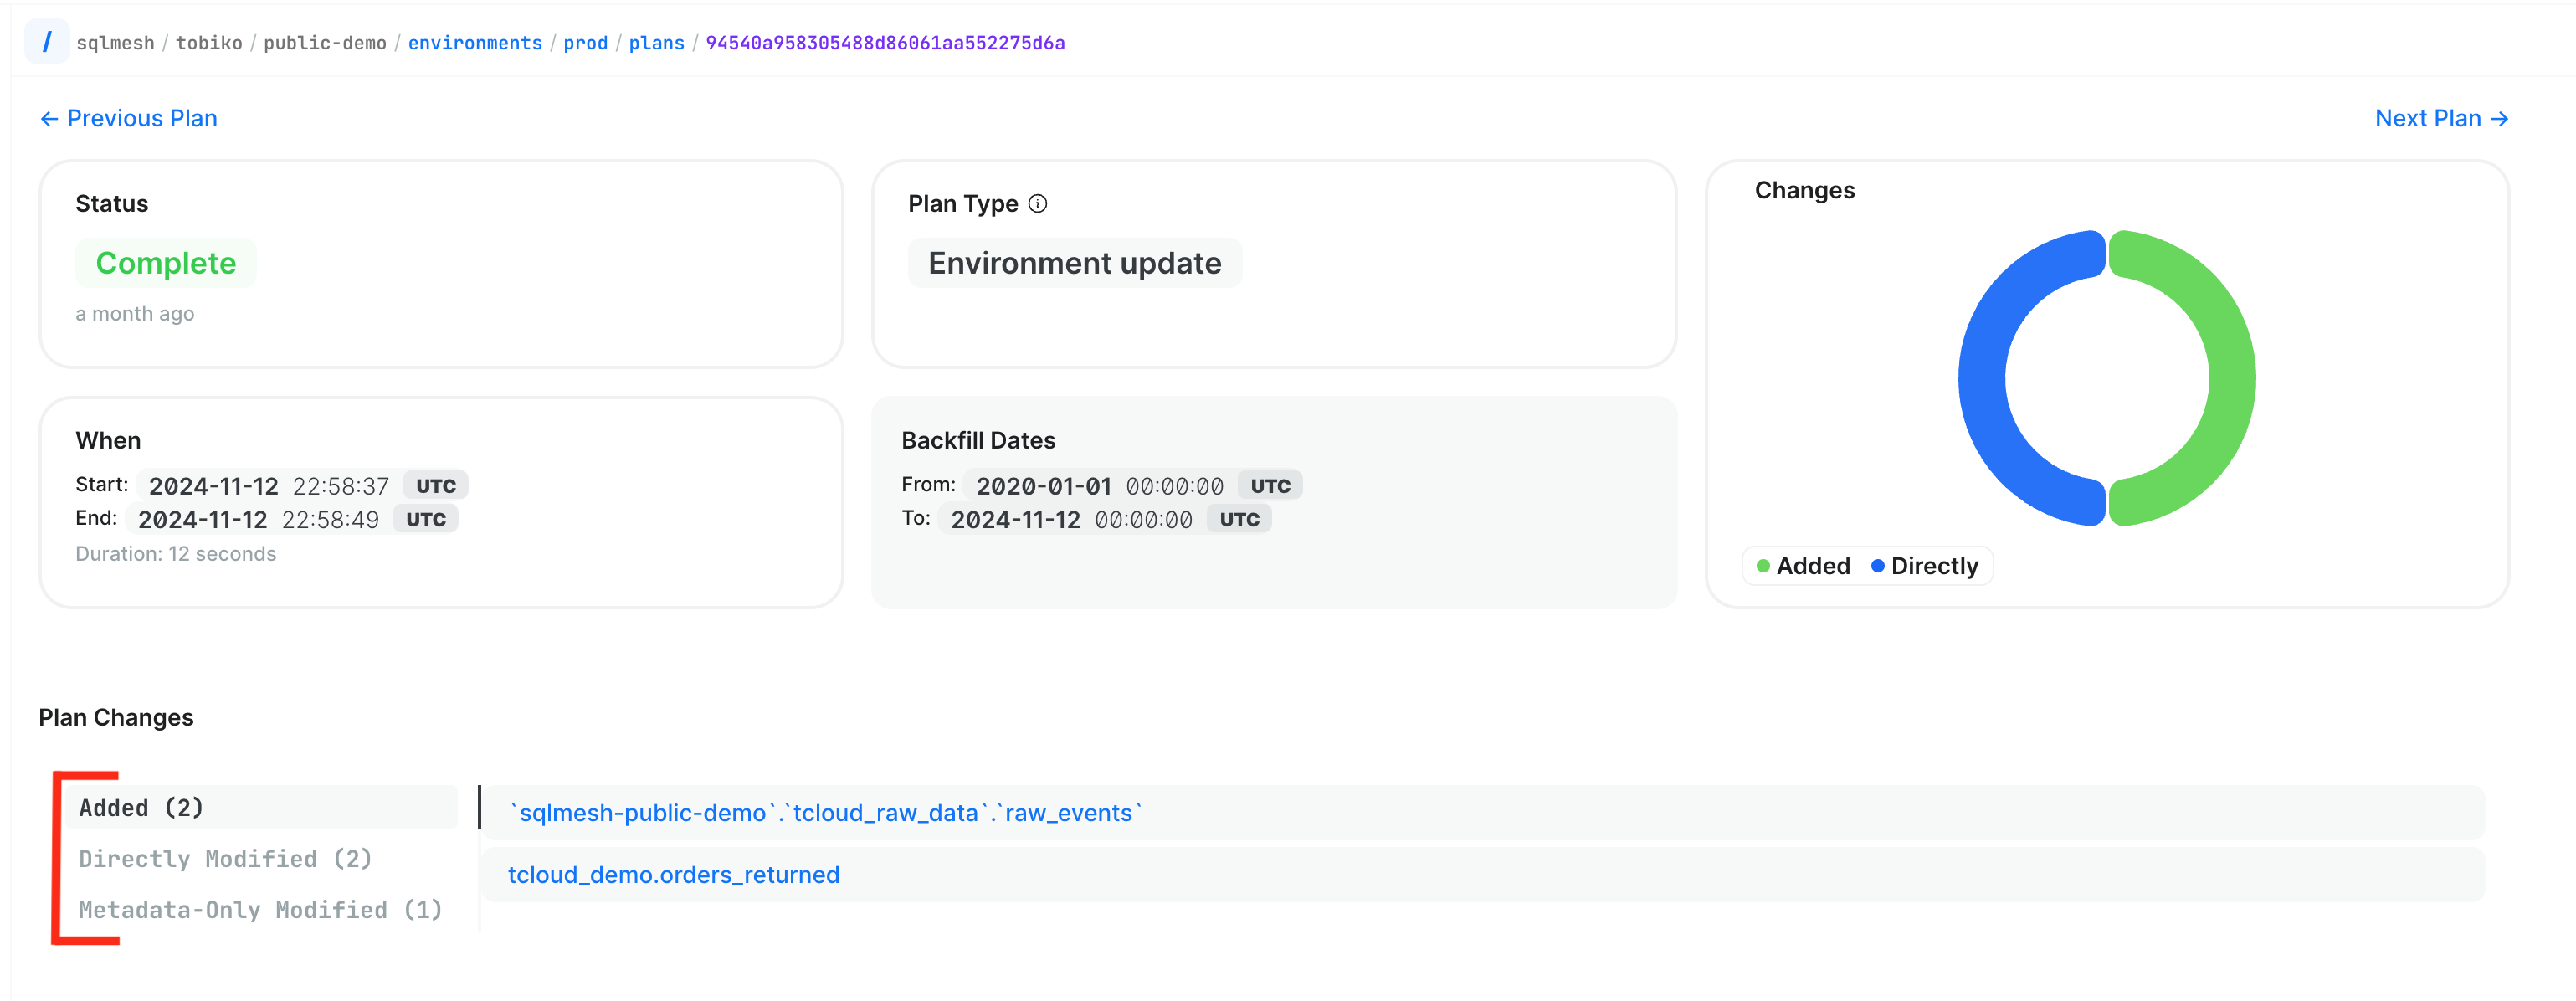 / sqlmesh / tobiko / public-demo / environments / prod / plans / 94540a958305488d86061aa552275d6a
← Previous Plan
Next Plan →
Status
Complete
a month ago
Plan Type
Environment update
Changes
Added
Directly
When
Start: 2024-11-12 22:58:37 UTC
End: 2024-11-12 22:58:49 UTC
Duration: 12 seconds
Backfill Dates
From: 2020-01-01 00:00:00 UTC
To: 2024-11-12 00:00:00 UTC
Plan Changes
Added (2)
Directly Modified (2)
Metadata-Only Modified (1)
`sqlmesh-public-demo`.`tcloud_raw_data`.`raw_events`
tcloud_demo.orders_returned